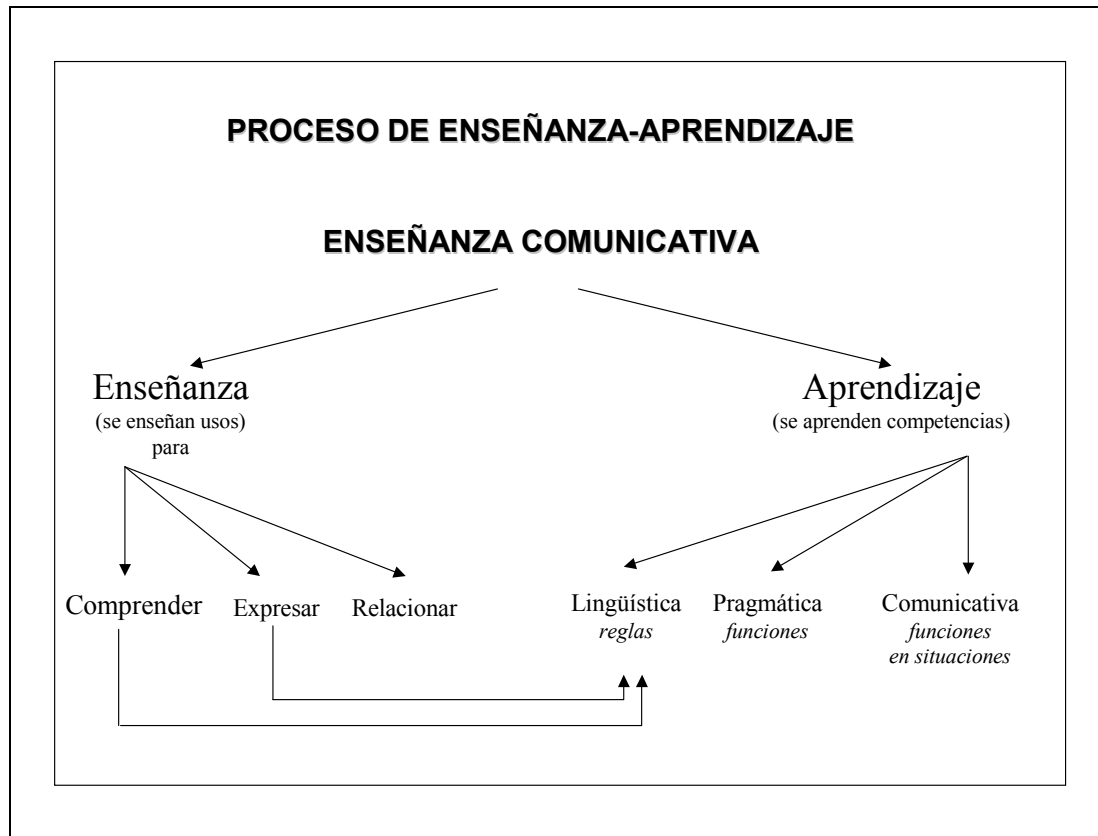 PROCESO DE ENSEÑANZA-APRENDIZAJE
ENSEÑANZA COMUNICATIVA
Enseñanza
(se enseñan usos)
para
Aprendizaje
(se aprenden competencias)
Comprender
Expresar
Relacionar
Lingüística
reglas
Pragmática
funciones
Comunicativa
funciones
en situaciones